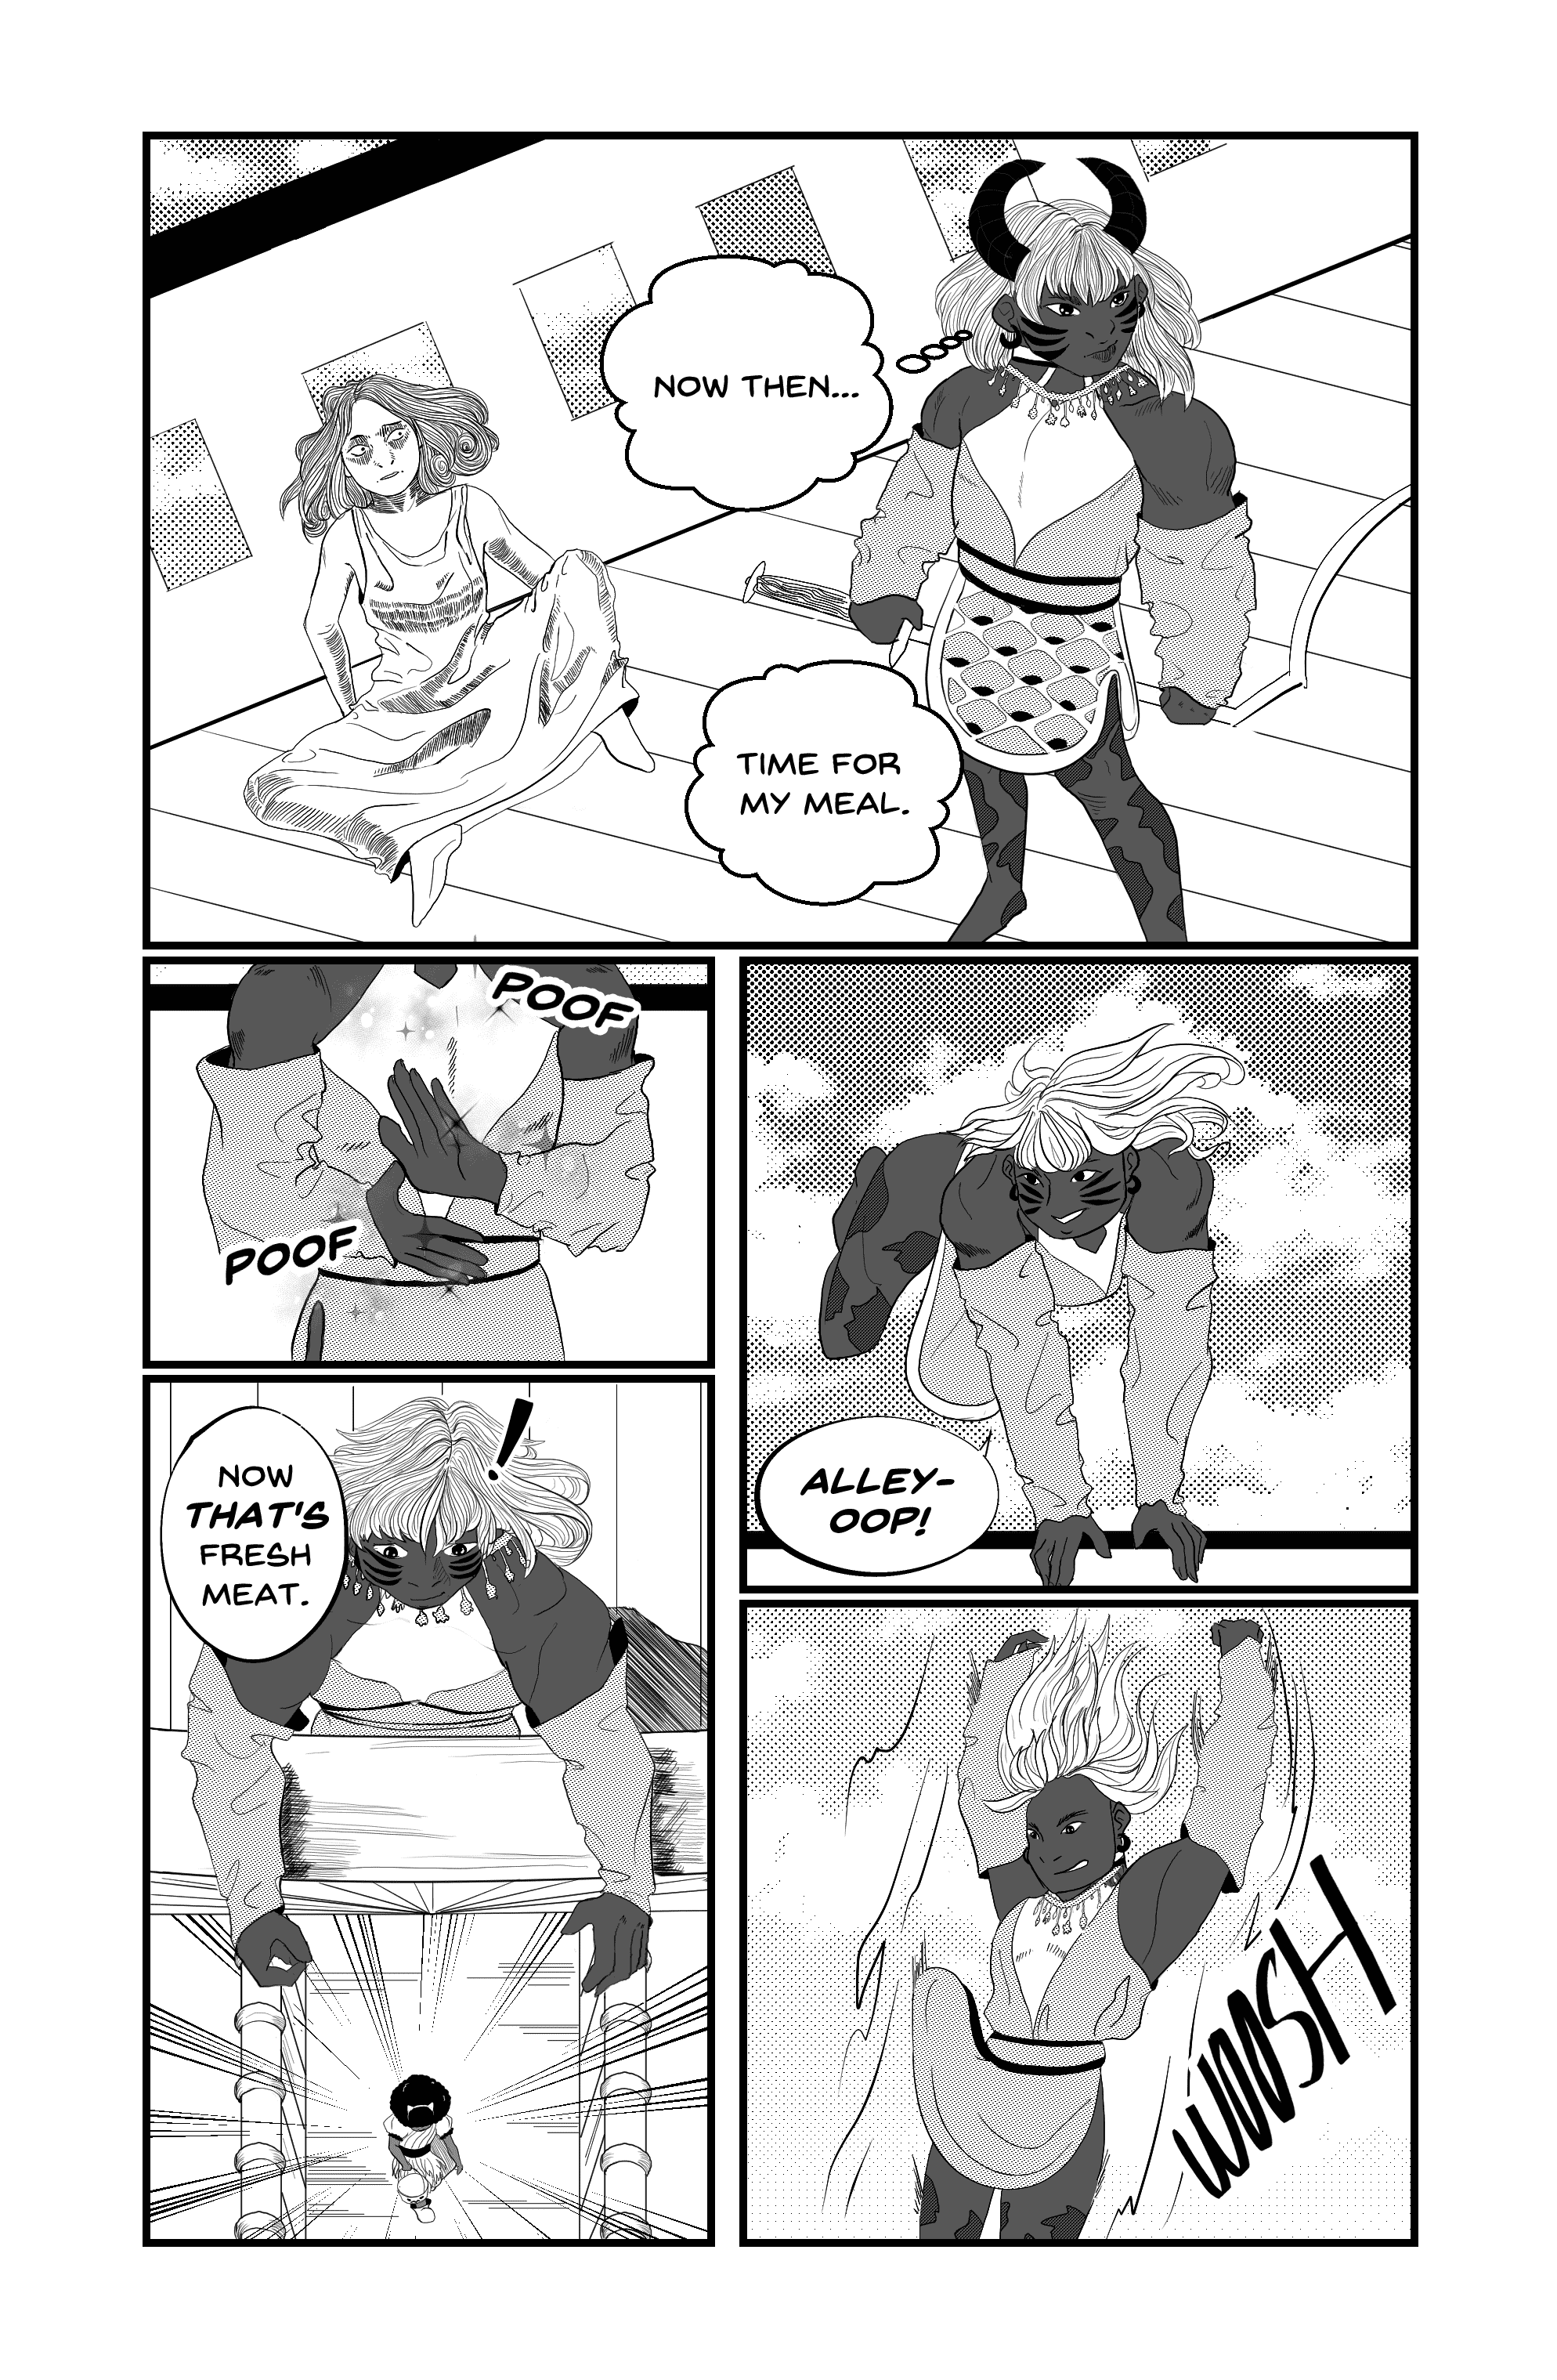 NOW THEN...
TIME FOR
MY MEAL.
POOF
POOF
NOW
THAT'S
FRESH
MEAT.
!
ALLEY-
OOP!
WOOSH